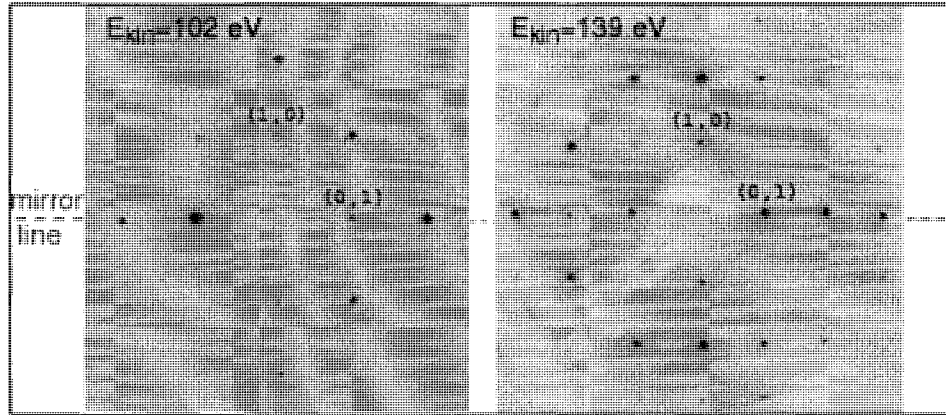 E_kin=102 eV
(1,0)
(0,1)
mirror
line
E_kin=139 eV
(1,0)
(0,1)